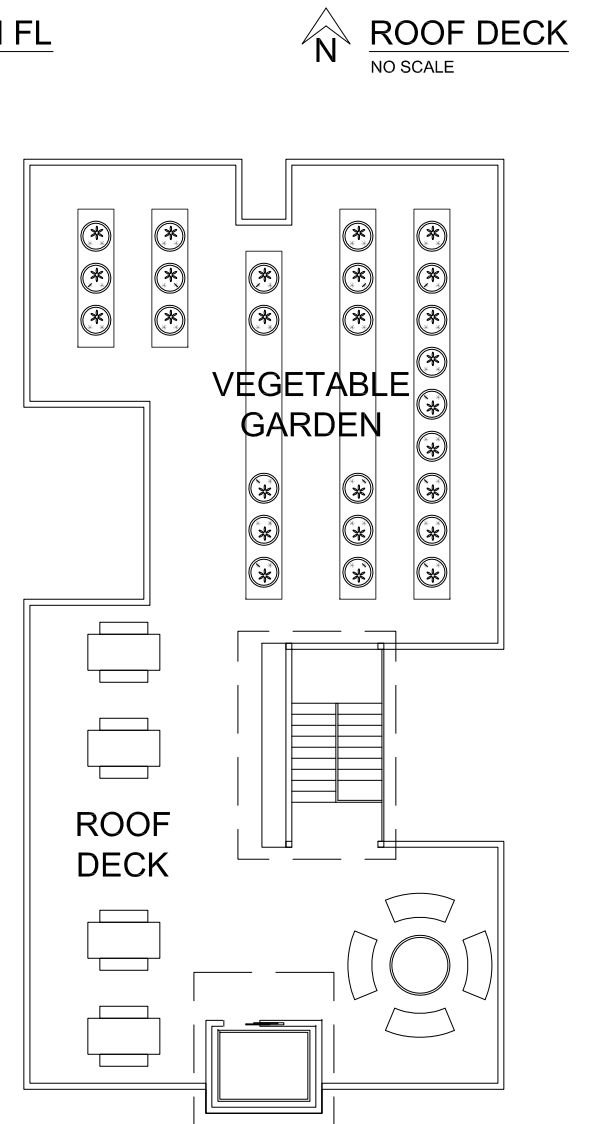 FL
N
ROOF DECK
NO SCALE
VEGETABLE
GARDEN
ROOF
DECK